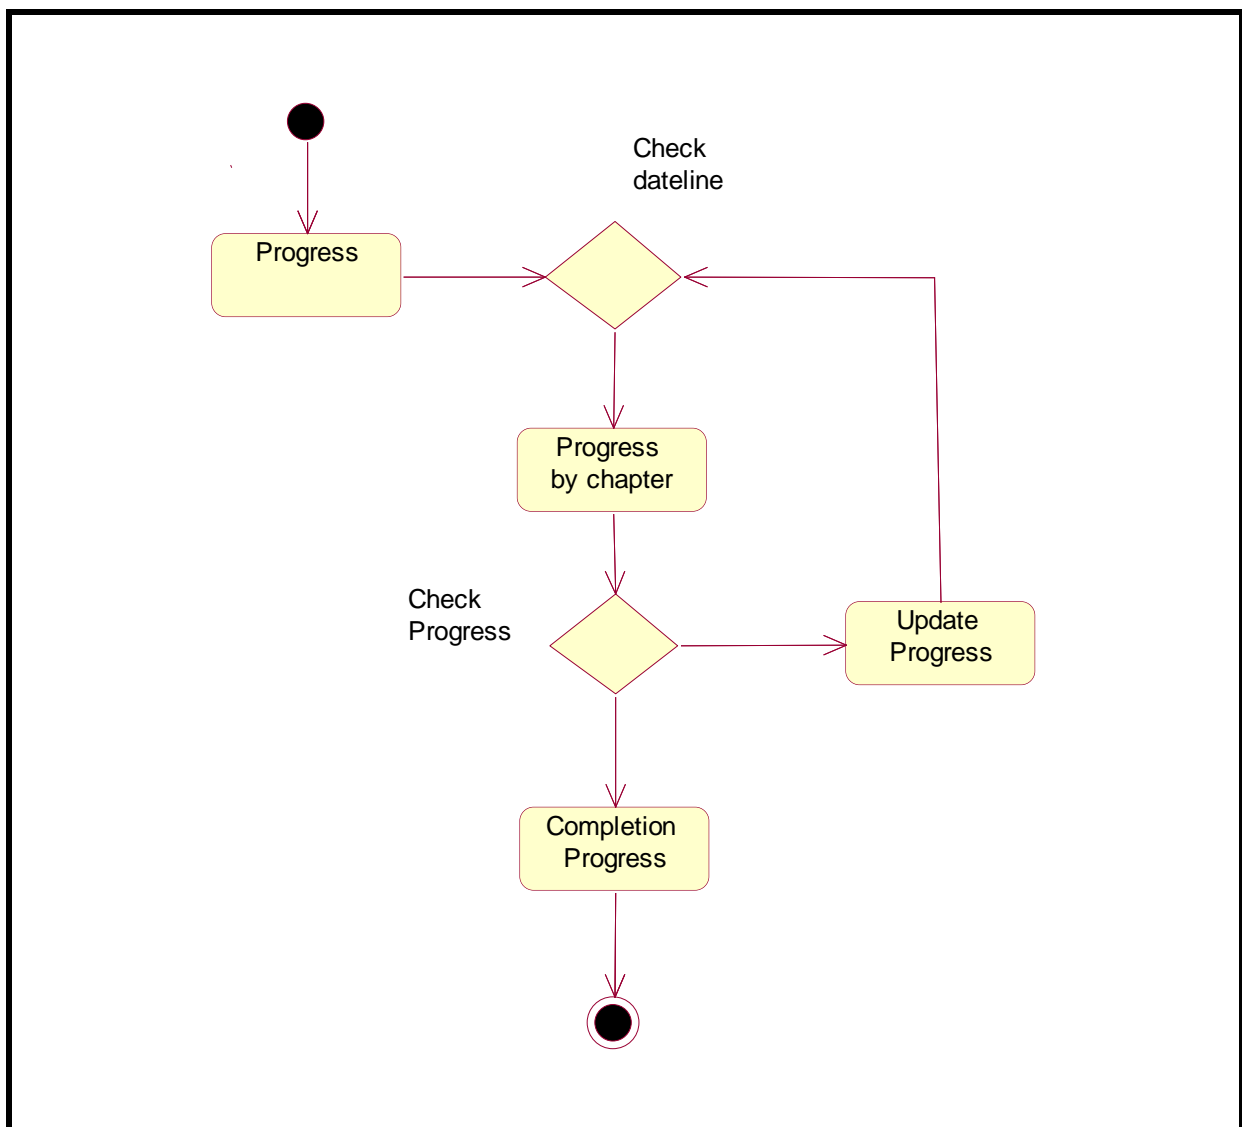 Check
dateline
Progress
Progress
by chapter
Check
Progress
Update
Progress
Completion
Progress